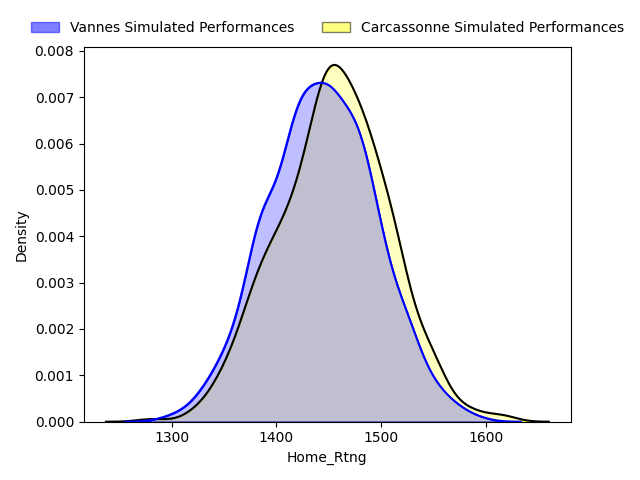 Vannes Simulated Performances Carcassonne Simulated Performances
0.008
0.007
0.006
0.005
0.004
0.003
0.002
0.001
0.000
Density
1300 1400 1500 1600
Home_Rtng